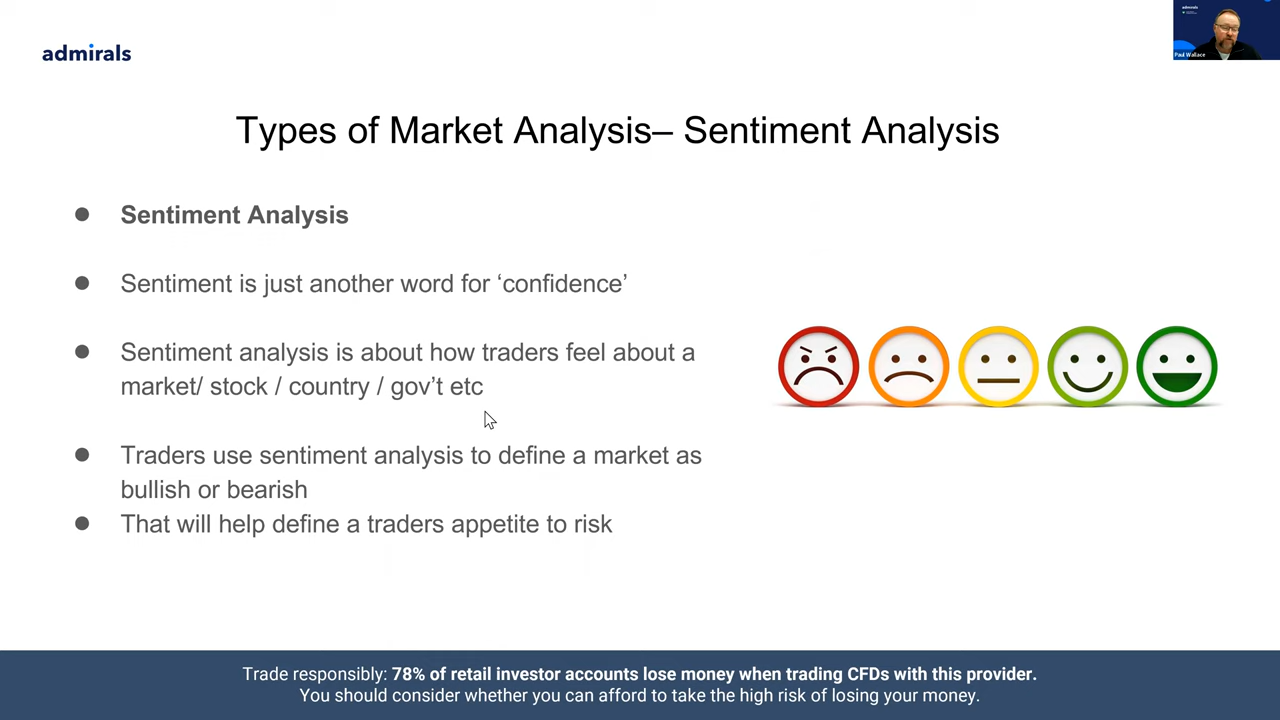 admirals
admirals
Paul Wallace
Types of Market Analysis– Sentiment Analysis
● Sentiment Analysis
● Sentiment is just another word for ‘confidence’
● Sentiment analysis is about how traders feel about a
market/ stock / country / gov’t etc
● Traders use sentiment analysis to define a market as
bullish or bearish
● That will help define a traders appetite to risk
Trade responsibly: 78% of retail investor accounts lose money when trading CFDs with this provider.
You should consider whether you can afford to take the high risk of losing your money.